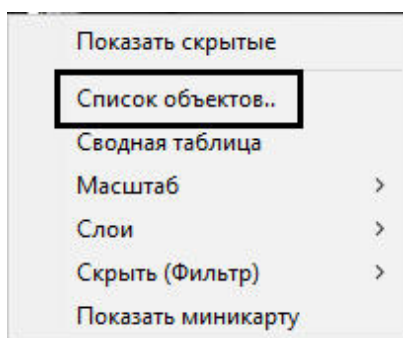 Показать скрытые
Список объектов..
Сводная таблица
Масштаб
Слои
Скрыть (Фильтр)
Показать миникарту